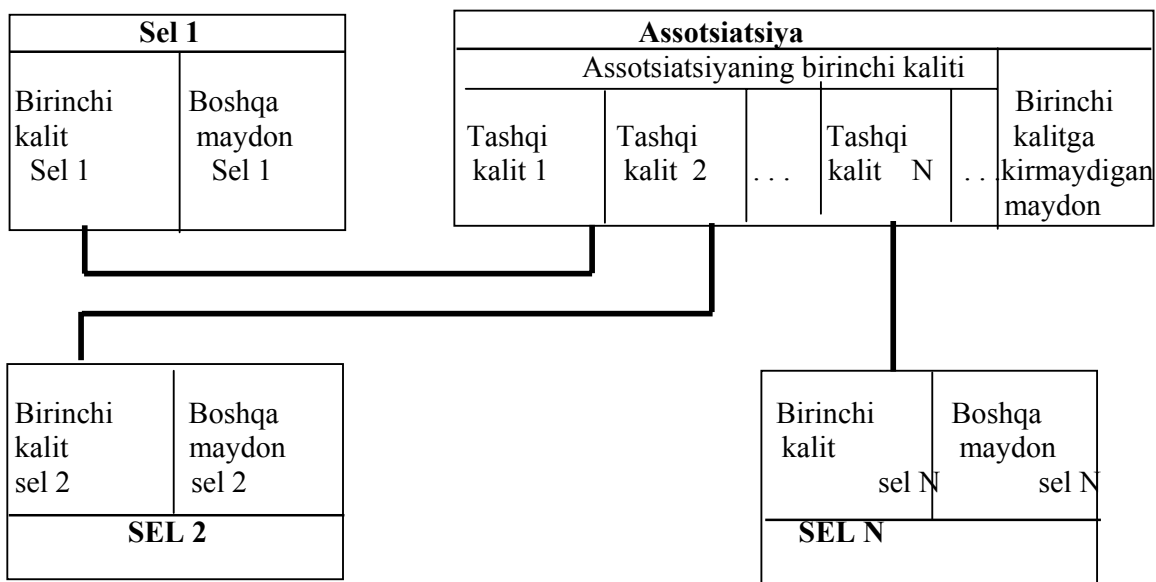 Sel 1
Birinchi
kalit
Sel 1
Boshqa
maydon
Sel 1
Assotsiatsiya
Assotsiatsiyaning birinchi kaliti
Tashqi
kalit 1
Tashqi
kalit 2
. . .
Tashqi
kalit N
. . .
Birinchi
kalitga
kirmaydigan
maydon
Birinchi
kalit
sel 2
Boshqa
maydon
sel 2
SEL 2
Birinchi
kalit
sel N
Boshqa
maydon
sel N
SEL N